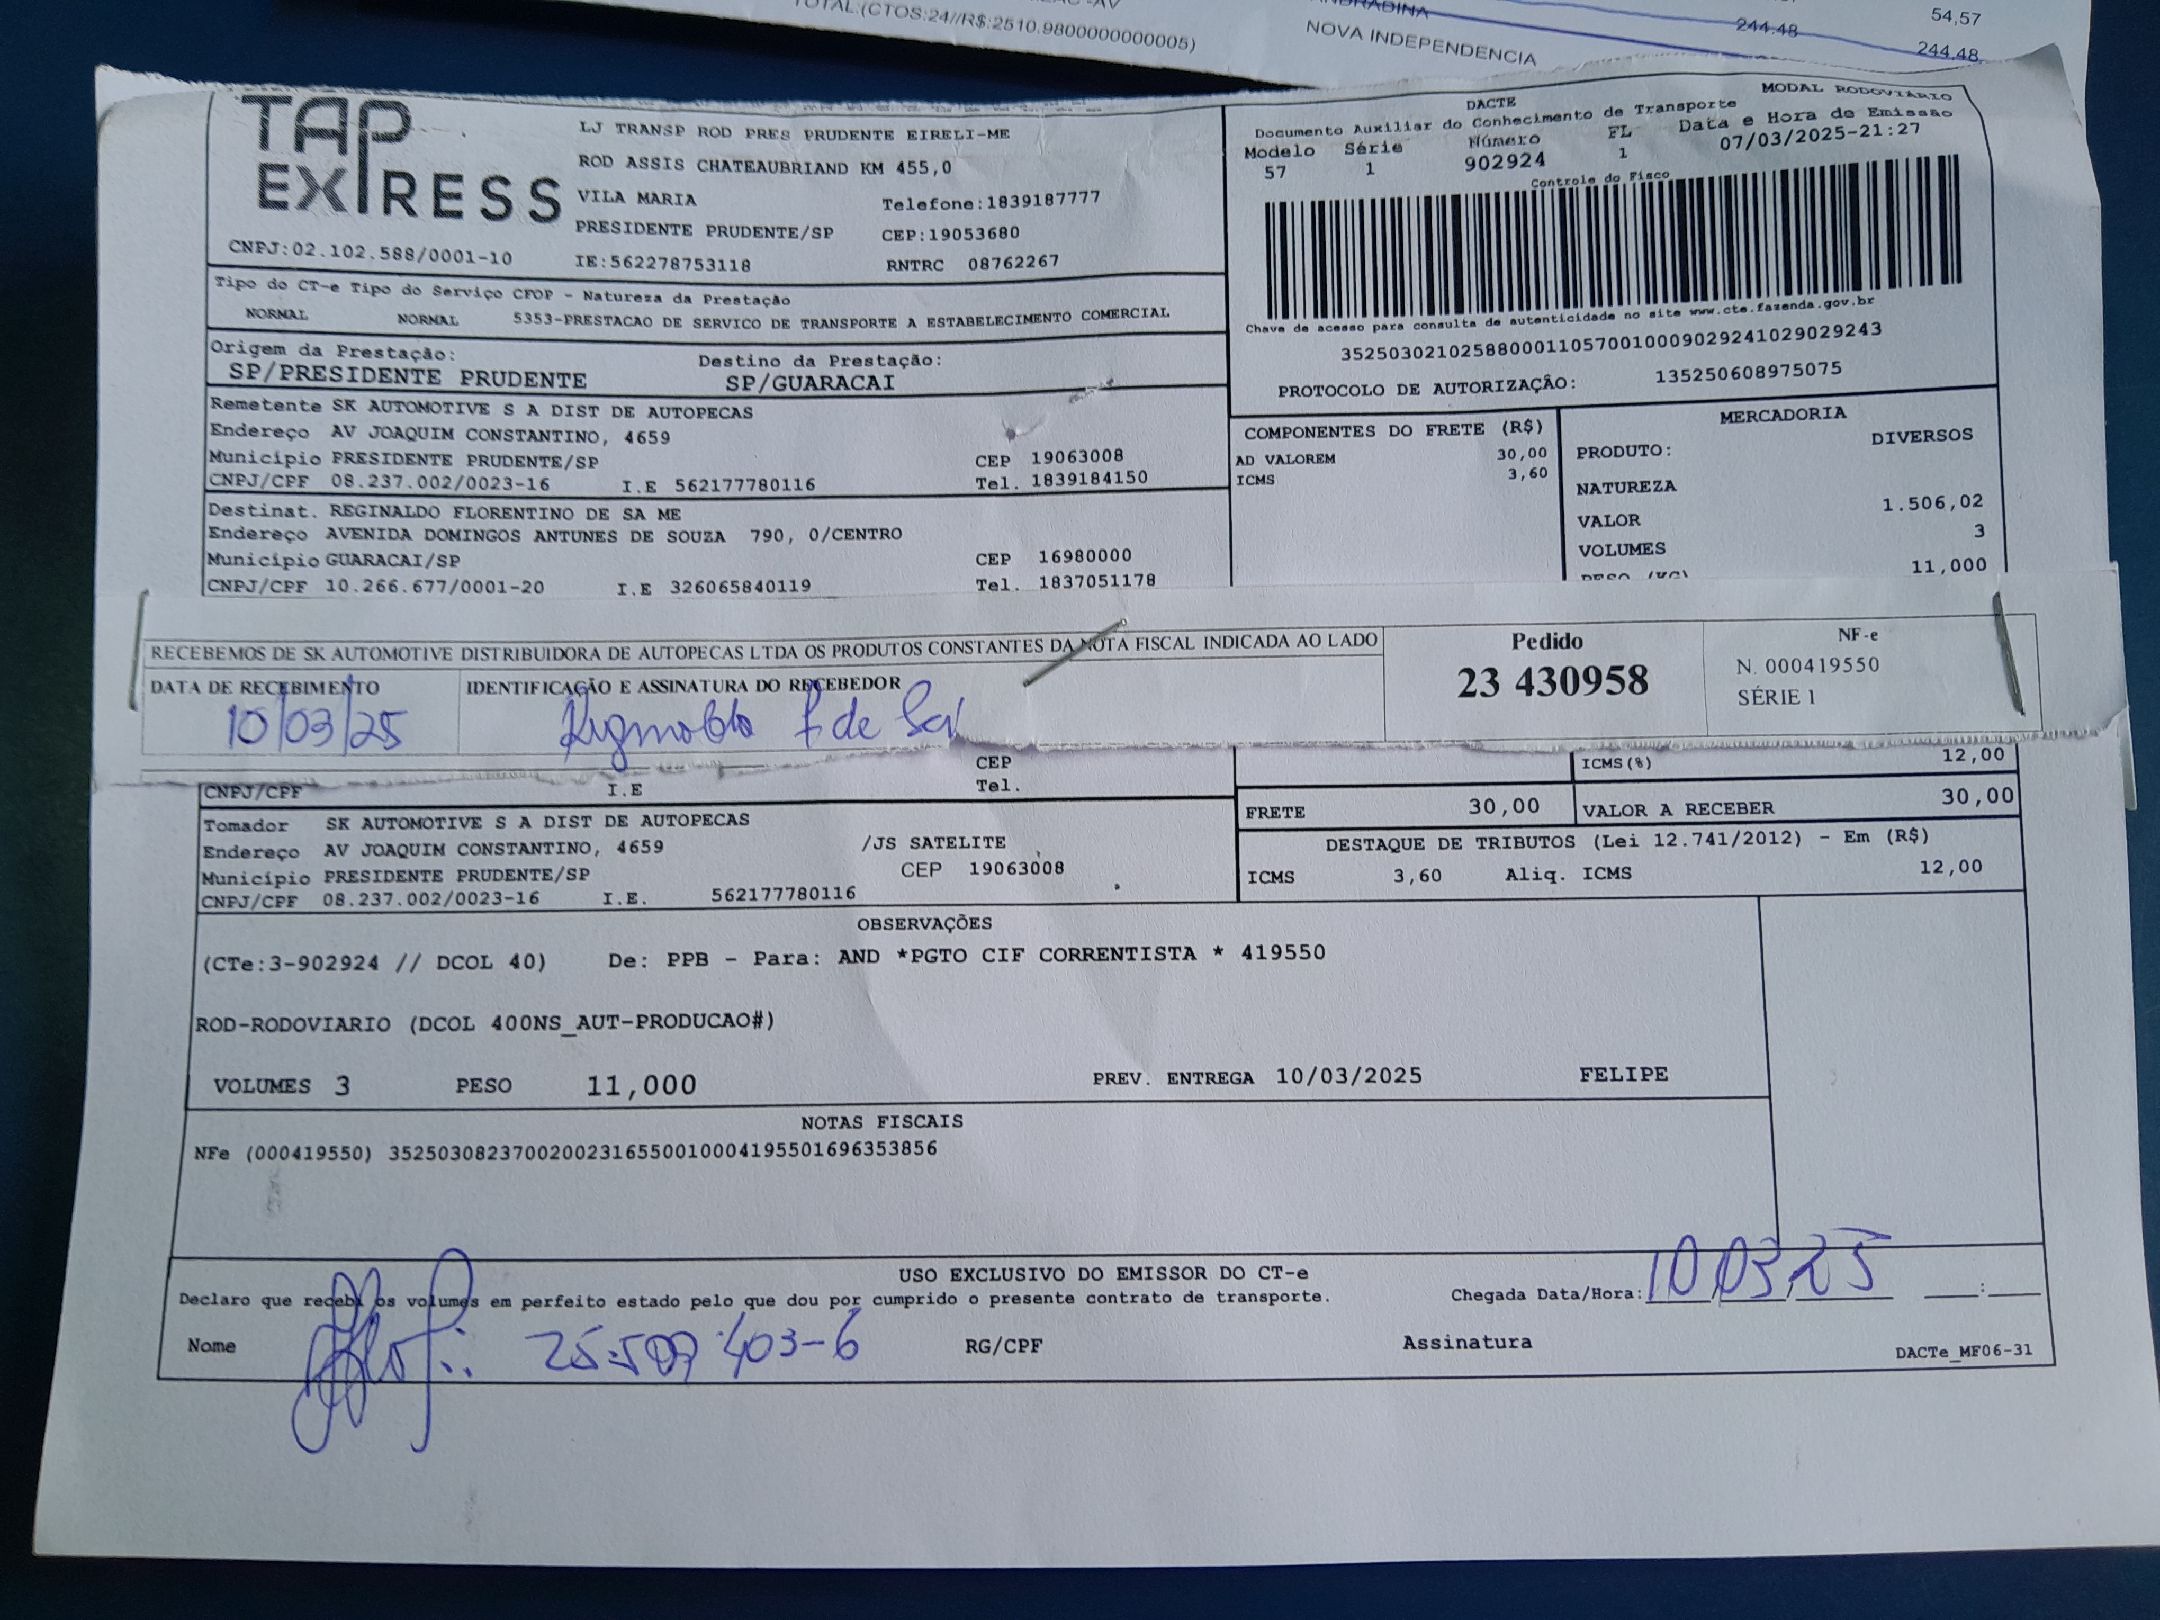 TOTAL:(CTOS:24//R$:2510.9800000000005)
NOVA INDEPENDENCIA
244.48
54,57
244,48
TAP EXPRESS
LJ TRANSP ROD PRES PRUDENTE EIRELI-ME
ROD ASSIS CHATEAUBRIAND KM 455,0
VILA MARIA Telefone:1839187777
PRESIDENTE PRUDENTE/SP CEP:19053680
CNPJ:02.102.588/0001-10 IE:562278753118 RNTRC 08762267
MODAL RODOVIÁRIO
DACTE
Documento Auxiliar do Conhecimento de Transporte
Modelo Série Número FL Data e Hora de Emissão
57 1 902924 1 07/03/2025-21:27
Controle do Fisco
Chave de acesso para consulta de autenticidade no site www.cte.fazenda.gov.br
35250302102588000110570010009029241029029243
PROTOCOLO DE AUTORIZAÇÃO: 135250608975075
Tipo do CT-e Tipo do Serviço CFOP - Natureza da Prestação
NORMAL NORMAL 5353-PRESTACAO DE SERVICO DE TRANSPORTE A ESTABELECIMENTO COMERCIAL
Origem da Prestação: Destino da Prestação:
SP/PRESIDENTE PRUDENTE SP/GUARACAI
Remetente SK AUTOMOTIVE S A DIST DE AUTOPECAS
Endereço AV JOAQUIM CONSTANTINO, 4659
Município PRESIDENTE PRUDENTE/SP CEP 19063008
CNPJ/CPF 08.237.002/0023-16 I.E 562177780116 Tel. 1839184150
Destinat. REGINALDO FLORENTINO DE SA ME
Endereço AVENIDA DOMINGOS ANTUNES DE SOUZA 790, 0/CENTRO
Município GUARACAI/SP CEP 16980000
CNPJ/CPF 10.266.677/0001-20 I.E 326065840119 Tel. 1837051178
COMPONENTES DO FRETE (R$)
AD VALOREM 30,00
ICMS 3,60
MERCADORIA
PRODUTO: DIVERSOS
NATUREZA
VALOR 1.506,02
VOLUMES 3
PESO (KG) 11,000
RECEBEMOS DE SK AUTOMOTIVE DISTRIBUIDORA DE AUTOPECAS LTDA OS PRODUTOS CONSTANTES DA NOTA FISCAL INDICADA AO LADO
DATA DE RECEBIMENTO IDENTIFICAÇÃO E ASSINATURA DO RECEBEDOR
10/03/25 Reginaldo F de Sá
Pedido
23 430958
NF-e
N. 000419550
SÉRIE 1
CEP
CNPJ/CPF I.E Tel.
ICMS(%) 12,00
FRETE 30,00 VALOR A RECEBER 30,00
Tomador SK AUTOMOTIVE S A DIST DE AUTOPECAS
Endereço AV JOAQUIM CONSTANTINO, 4659 /JS SATELITE
Município PRESIDENTE PRUDENTE/SP CEP 19063008
CNPJ/CPF 08.237.002/0023-16 I.E. 562177780116
DESTAQUE DE TRIBUTOS (Lei 12.741/2012) - Em (R$)
ICMS 3,60 Aliq. ICMS 12,00
OBSERVAÇÕES
(CTe:3-902924 // DCOL 40) De: PPB - Para: AND *PGTO CIF CORRENTISTA * 419550
ROD-RODOVIARIO (DCOL 400NS_AUT-PRODUCAO#)
VOLUMES 3 PESO 11,000 PREV. ENTREGA 10/03/2025 FELIPE
NOTAS FISCAIS
NFe (000419550) 35250308237002002316550010004195501696353856
USO EXCLUSIVO DO EMISSOR DO CT-e
Declaro que recebi os volumes em perfeito estado pelo que dou por cumprido o presente contrato de transporte. Chegada Data/Hora: 10/03/25 :
Nome 25.509.403-6 RG/CPF Assinatura
DACTe_MF06-31